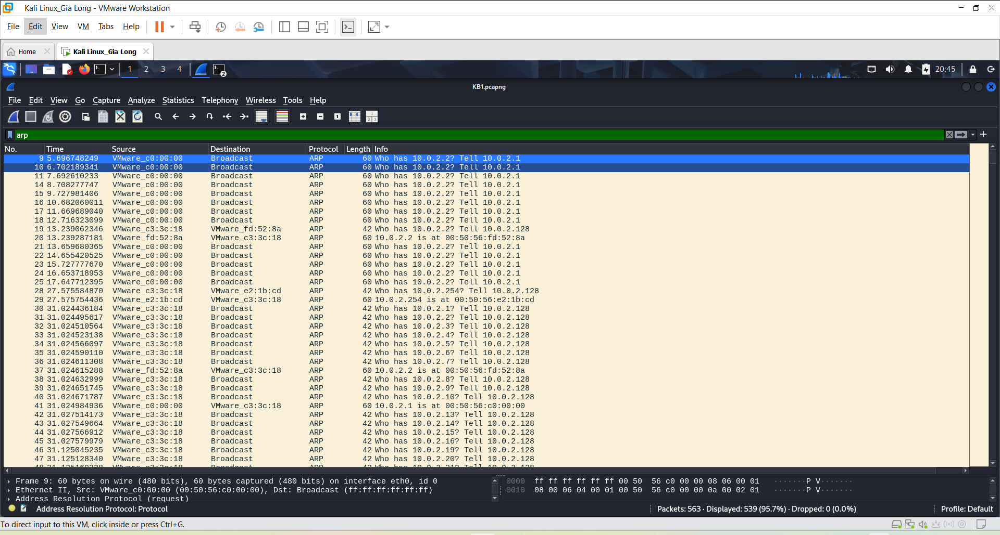 Kali Linux_Gia Long - VMware Workstation
File Edit View VM Tabs Help
Home Kali Linux_Gia Long
1 2 3 4 2 20:45
KB1.pcapng
File Edit View Go Capture Analyze Statistics Telephony Wireless Tools Help
arp
No. Time Source Destination Protocol Length Info
9 5.696748249 VMware_c0:00:00 Broadcast ARP 60 Who has 10.0.2.2? Tell 10.0.2.1
10 6.702189341 VMware_c0:00:00 Broadcast ARP 60 Who has 10.0.2.2? Tell 10.0.2.1
11 7.692610233 VMware_c0:00:00 Broadcast ARP 60 Who has 10.0.2.2? Tell 10.0.2.1
14 8.708277747 VMware_c0:00:00 Broadcast ARP 60 Who has 10.0.2.2? Tell 10.0.2.1
15 9.727981406 VMware_c0:00:00 Broadcast ARP 60 Who has 10.0.2.2? Tell 10.0.2.1
16 10.682060011 VMware_c0:00:00 Broadcast ARP 60 Who has 10.0.2.2? Tell 10.0.2.1
17 11.669689040 VMware_c0:00:00 Broadcast ARP 60 Who has 10.0.2.2? Tell 10.0.2.1
18 12.716323099 VMware_c0:00:00 Broadcast ARP 60 Who has 10.0.2.2? Tell 10.0.2.1
19 13.239062346 VMware_c3:3c:18 VMware_fd:52:8a ARP 42 Who has 10.0.2.2? Tell 10.0.2.128
20 13.239287181 VMware_fd:52:8a VMware_c3:3c:18 ARP 60 10.0.2.2 is at 00:50:56:fd:52:8a
21 13.659680365 VMware_c0:00:00 Broadcast ARP 60 Who has 10.0.2.2? Tell 10.0.2.1
22 14.655420525 VMware_c0:00:00 Broadcast ARP 60 Who has 10.0.2.2? Tell 10.0.2.1
23 15.727777670 VMware_c0:00:00 Broadcast ARP 60 Who has 10.0.2.2? Tell 10.0.2.1
24 16.653718953 VMware_c0:00:00 Broadcast ARP 60 Who has 10.0.2.2? Tell 10.0.2.1
25 17.647712395 VMware_c0:00:00 Broadcast ARP 60 Who has 10.0.2.2? Tell 10.0.2.1
28 27.575584870 VMware_c3:3c:18 VMware_e2:1b:cd ARP 42 Who has 10.0.2.254? Tell 10.0.2.128
29 27.575754436 VMware_e2:1b:cd VMware_c3:3c:18 ARP 60 10.0.2.254 is at 00:50:56:e2:1b:cd
30 31.024436184 VMware_c3:3c:18 Broadcast ARP 42 Who has 10.0.2.1? Tell 10.0.2.128
31 31.024495617 VMware_c3:3c:18 Broadcast ARP 42 Who has 10.0.2.2? Tell 10.0.2.128
32 31.024510564 VMware_c3:3c:18 Broadcast ARP 42 Who has 10.0.2.3? Tell 10.0.2.128
33 31.024523138 VMware_c3:3c:18 Broadcast ARP 42 Who has 10.0.2.4? Tell 10.0.2.128
34 31.024566097 VMware_c3:3c:18 Broadcast ARP 42 Who has 10.0.2.5? Tell 10.0.2.128
35 31.024590110 VMware_c3:3c:18 Broadcast ARP 42 Who has 10.0.2.6? Tell 10.0.2.128
36 31.024611308 VMware_c3:3c:18 Broadcast ARP 42 Who has 10.0.2.7? Tell 10.0.2.128
37 31.024615288 VMware_fd:52:8a VMware_c3:3c:18 ARP 60 10.0.2.2 is at 00:50:56:fd:52:8a
38 31.024632999 VMware_c3:3c:18 Broadcast ARP 42 Who has 10.0.2.8? Tell 10.0.2.128
39 31.024651745 VMware_c3:3c:18 Broadcast ARP 42 Who has 10.0.2.9? Tell 10.0.2.128
40 31.024671787 VMware_c3:3c:18 Broadcast ARP 42 Who has 10.0.2.10? Tell 10.0.2.128
41 31.024984936 VMware_c0:00:00 VMware_c3:3c:18 ARP 60 10.0.2.1 is at 00:50:56:c0:00:00
42 31.027514173 VMware_c3:3c:18 Broadcast ARP 42 Who has 10.0.2.13? Tell 10.0.2.128
43 31.027549664 VMware_c3:3c:18 Broadcast ARP 42 Who has 10.0.2.14? Tell 10.0.2.128
44 31.027566912 VMware_c3:3c:18 Broadcast ARP 42 Who has 10.0.2.15? Tell 10.0.2.128
45 31.027579979 VMware_c3:3c:18 Broadcast ARP 42 Who has 10.0.2.16? Tell 10.0.2.128
46 31.125045235 VMware_c3:3c:18 Broadcast ARP 42 Who has 10.0.2.19? Tell 10.0.2.128
47 31.125128340 VMware_c3:3c:18 Broadcast ARP 42 Who has 10.0.2.20? Tell 10.0.2.128
Frame 9: 60 bytes on wire (480 bits), 60 bytes captured (480 bits) on interface eth0, id 0
Ethernet II, Src: VMware_c0:00:00 (00:50:56:c0:00:00), Dst: Broadcast (ff:ff:ff:ff:ff:ff)
Address Resolution Protocol (request)
0000 ff ff ff ff ff ff 00 50 56 c0 00 00 08 06 00 01 ·······P V·······
0010 08 00 06 04 00 01 00 50 56 c0 00 00 0a 00 02 01 ·······P V·······
Address Resolution Protocol: Protocol
Packets: 563 · Displayed: 539 (95.7%) · Dropped: 0 (0.0%)
Profile: Default
To direct input to this VM, click inside or press Ctrl+G.